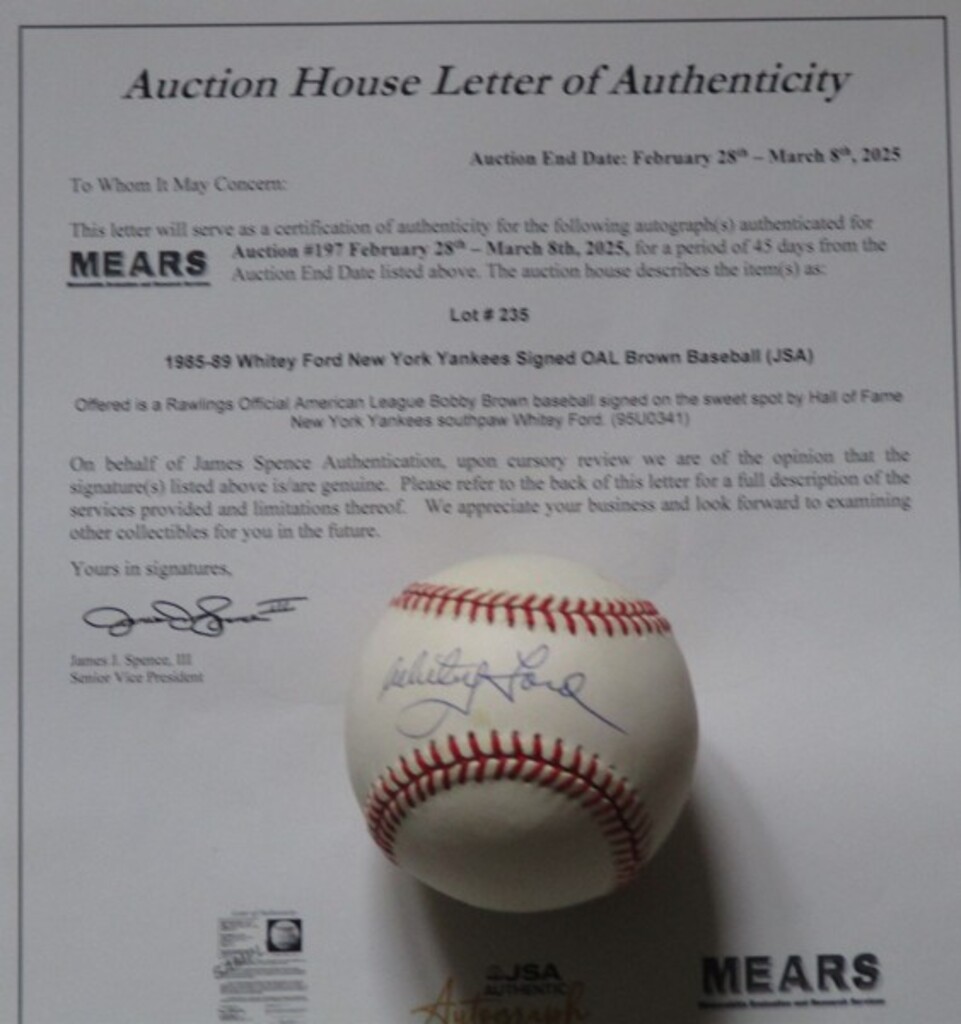 Auction House Letter of Authenticity
Auction End Date: February 28th – March 8th, 2025
To Whom It May Concern:
This letter will serve as a certification of authenticity for the following autograph(s) authenticated for
MEARS
Auction #197 February 28th – March 8th, 2025, for a period of 45 days from the
Auction End Date listed above. The auction house describes the item(s) as:
Lot # 235
1985-89 Whitey Ford New York Yankees Signed OAL Brown Baseball (JSA)
Offered is a Rawlings Official American League Bobby Brown baseball signed on the sweet spot by Hall of Fame
New York Yankees southpaw Whitey Ford. (95U0341)
On behalf of James Spence Authentication, upon cursory review we are of the opinion that the
signature(s) listed above is/are genuine. Please refer to the back of this letter for a full description of the
services provided and limitations thereof. We appreciate your business and look forward to examining
other collectibles for you in the future.
Yours in signatures,
James J. Spence, III
Senior Vice President
Whitey Ford
SAMPLE
JSA
AUTHENTIC
Autograph
MEARS